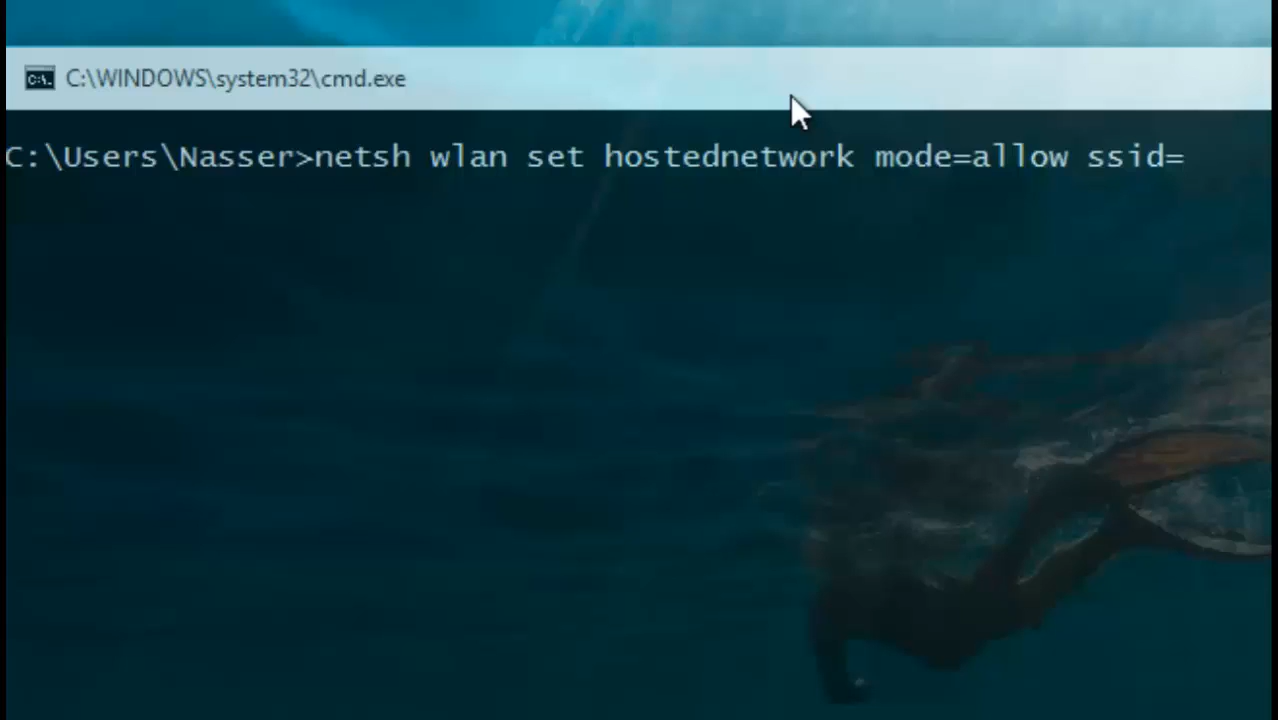 C:\WINDOWS\system32\cmd.exe
C:\Users\Nasser>netsh wlan set hostednetwork mode=allow ssid=